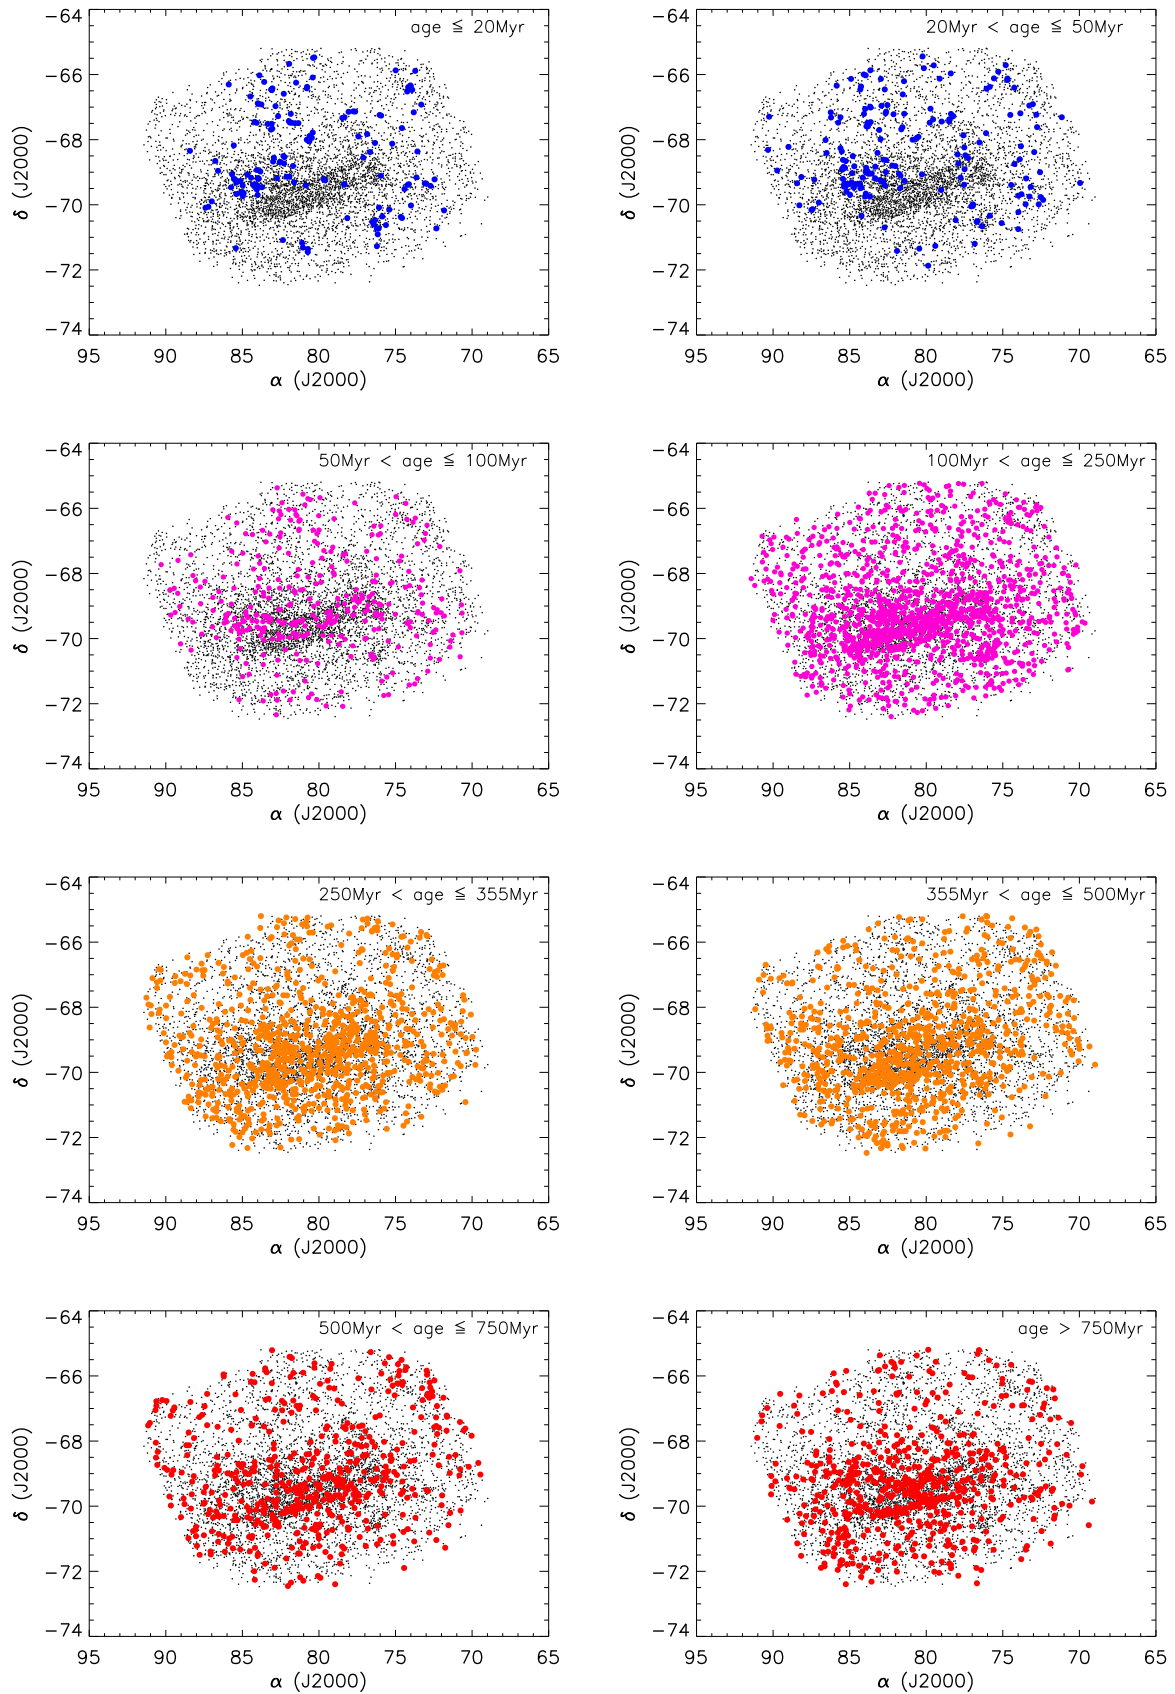 age ≦ 20Myr
−64
−66
−68
−70
−72
−74
δ (J2000)
95 90 85 80 75 70 65
α (J2000)
20Myr < age ≦ 50Myr
−64
−66
−68
−70
−72
−74
δ (J2000)
95 90 85 80 75 70 65
α (J2000)
50Myr < age ≦ 100Myr
−64
−66
−68
−70
−72
−74
δ (J2000)
95 90 85 80 75 70 65
α (J2000)
100Myr < age ≦ 250Myr
−64
−66
−68
−70
−72
−74
δ (J2000)
95 90 85 80 75 70 65
α (J2000)
250Myr < age ≦ 355Myr
−64
−66
−68
−70
−72
−74
δ (J2000)
95 90 85 80 75 70 65
α (J2000)
355Myr < age ≦ 500Myr
−64
−66
−68
−70
−72
−74
δ (J2000)
95 90 85 80 75 70 65
α (J2000)
500Myr < age ≦ 750Myr
−64
−66
−68
−70
−72
−74
δ (J2000)
95 90 85 80 75 70 65
α (J2000)
age > 750Myr
−64
−66
−68
−70
−72
−74
δ (J2000)
95 90 85 80 75 70 65
α (J2000)